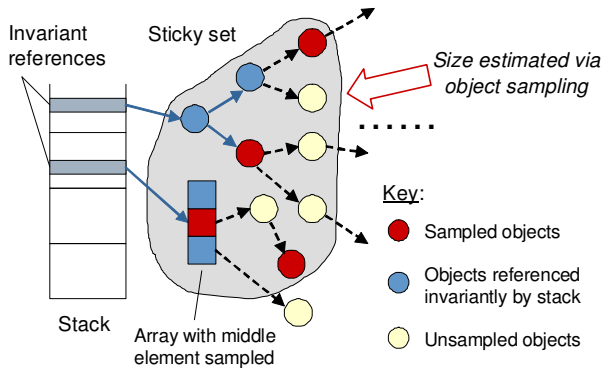 Invariant
references
Sticky set
Size estimated via
object sampling
........
Key:
Sampled objects
Objects referenced
invariantly by stack
Unsampled objects
Stack
Array with middle
element sampled